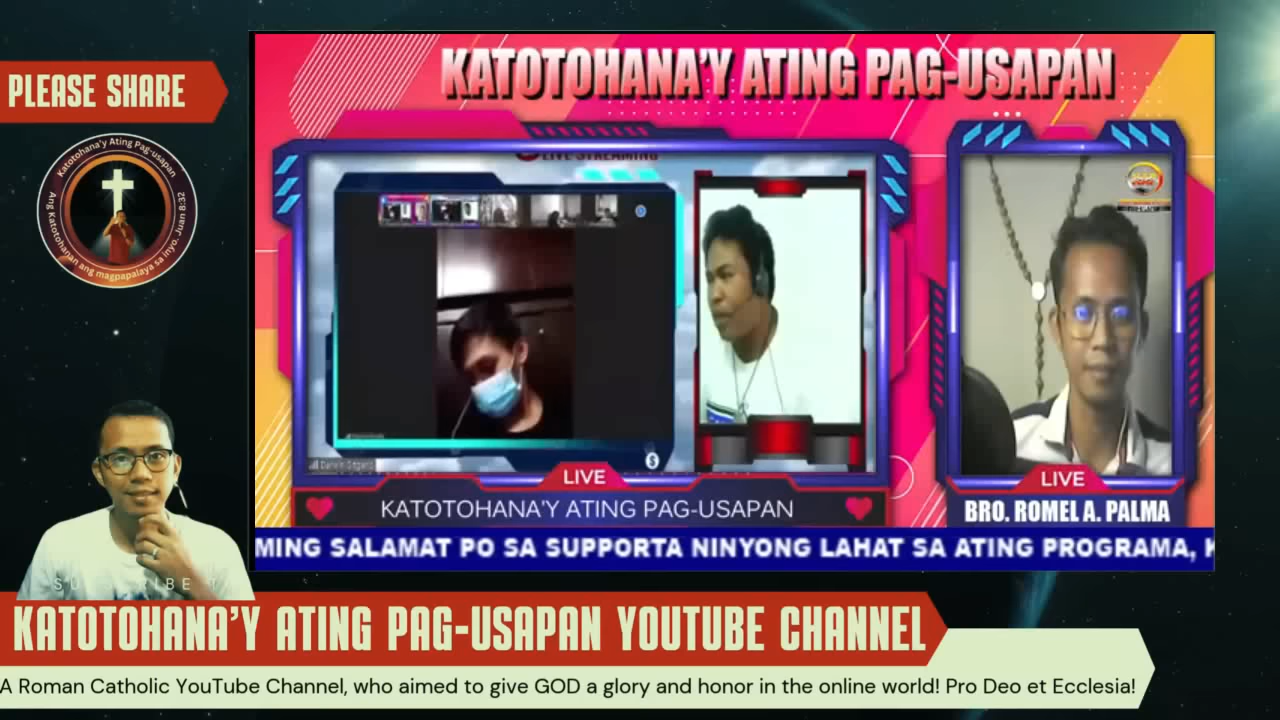 PLEASE SHARE
Katotohana'y Ating Pag-usapan
Ang Katotohanan ang magpapalaya sa inyo. Juan 8:32
KATOTOHANA'Y ATING PAG-USAPAN
LIVE STREAMING
LIVE
KATOTOHANA'Y ATING PAG-USAPAN
LIVE
BRO. ROMEL A. PALMA
MING SALAMAT PO SA SUPPORTA NINYONG LAHAT SA ATING PROGRAMA,
KATOTOHANA'Y ATING PAG-USAPAN YOUTUBE CHANNEL
A Roman Catholic YouTube Channel, who aimed to give GOD a glory and honor in the online world! Pro Deo et Ecclesia!